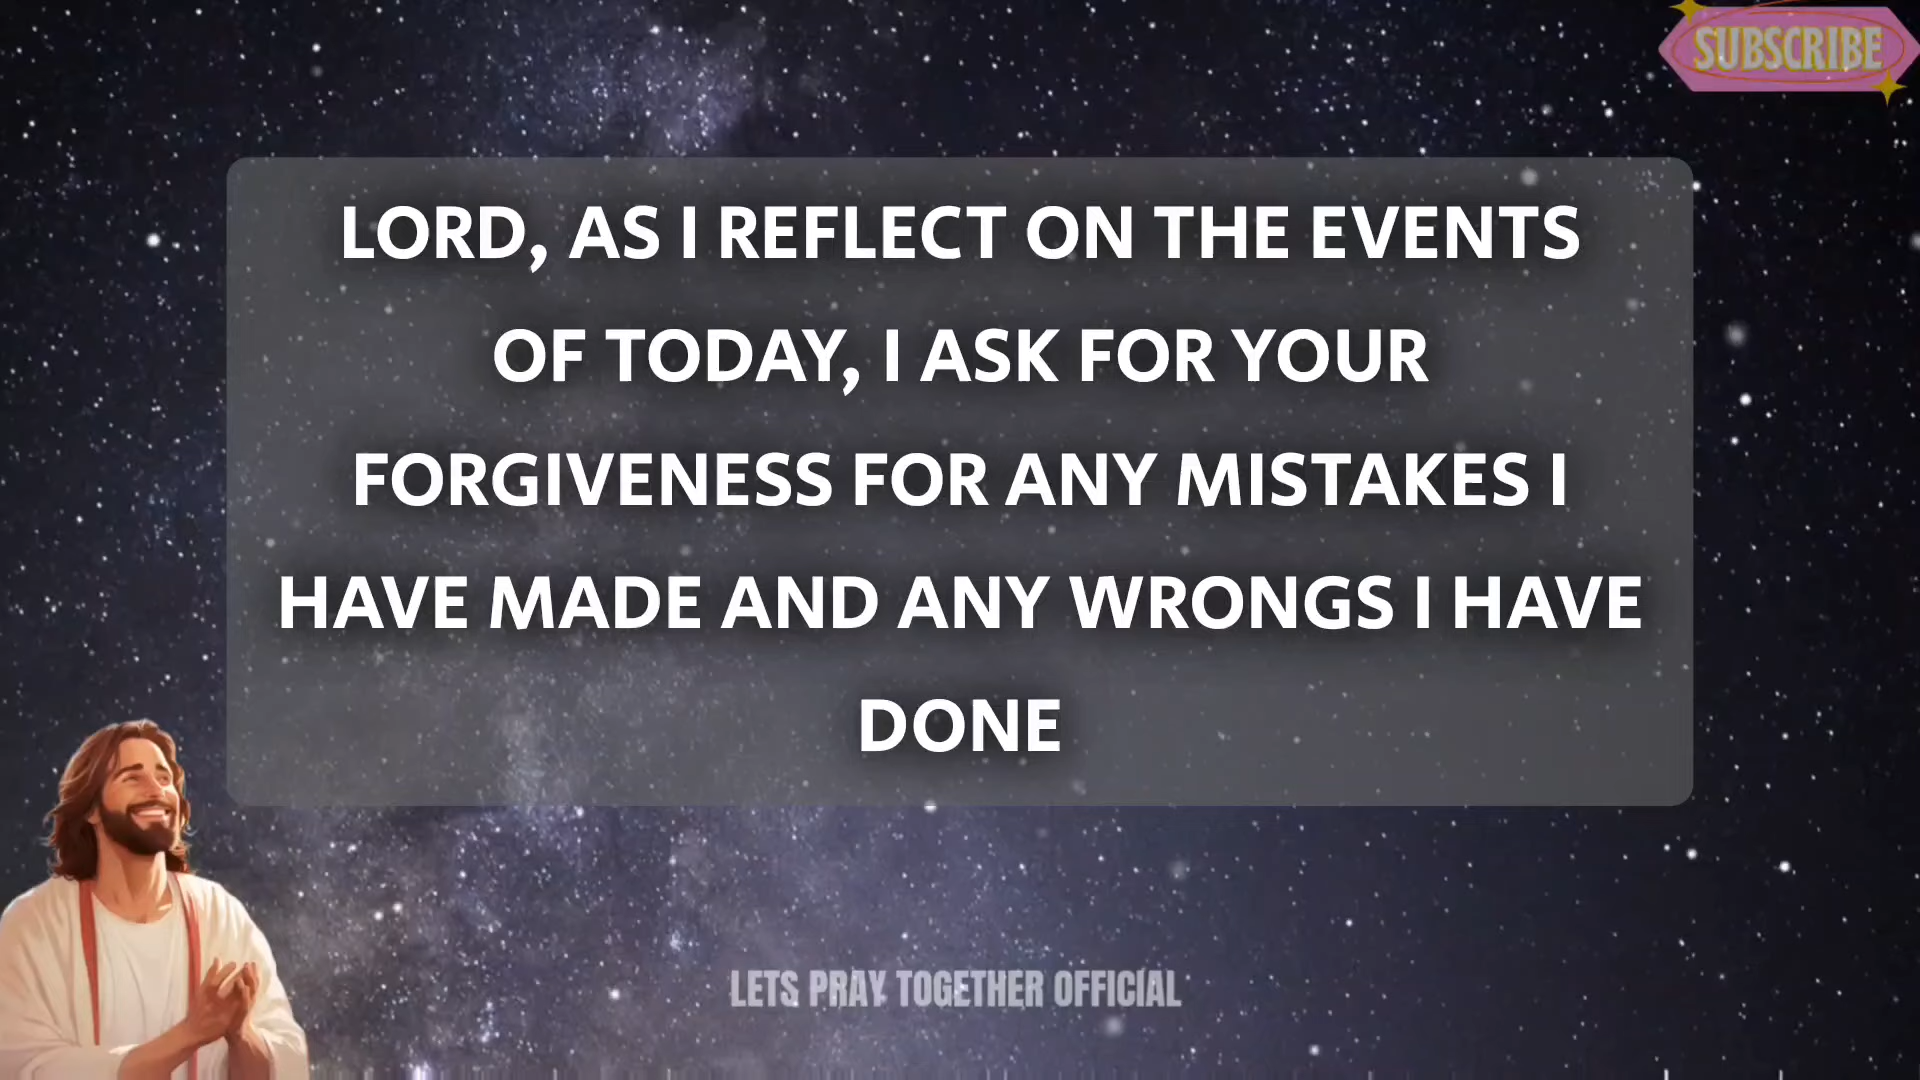 SUBSCRIBE
LORD, AS I REFLECT ON THE EVENTS
OF TODAY, I ASK FOR YOUR
FORGIVENESS FOR ANY MISTAKES I
HAVE MADE AND ANY WRONGS I HAVE
DONE
LETS PRAY TOGETHER OFFICIAL